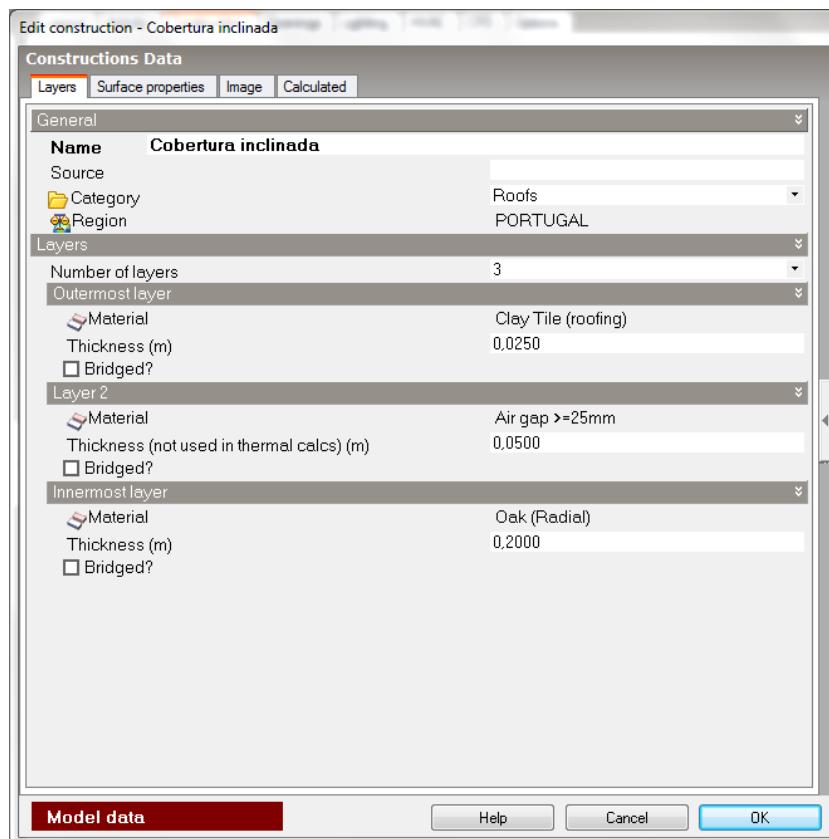 Edit construction - Cobertura inclinada
Constructions Data
Layers Surface properties Image Calculated
General
Name Cobertura inclinada
Source
Category Roofs
Region PORTUGAL
Layers
Number of layers 3
Outermost layer
Material Clay Tile (roofing)
Thickness (m) 0,0250
Bridged?
Layer 2
Material Air gap >=25mm
Thickness (not used in thermal calcs) (m) 0,0500
Bridged?
Innermost layer
Material Oak (Radial)
Thickness (m) 0,2000
Bridged?
Model data Help Cancel OK